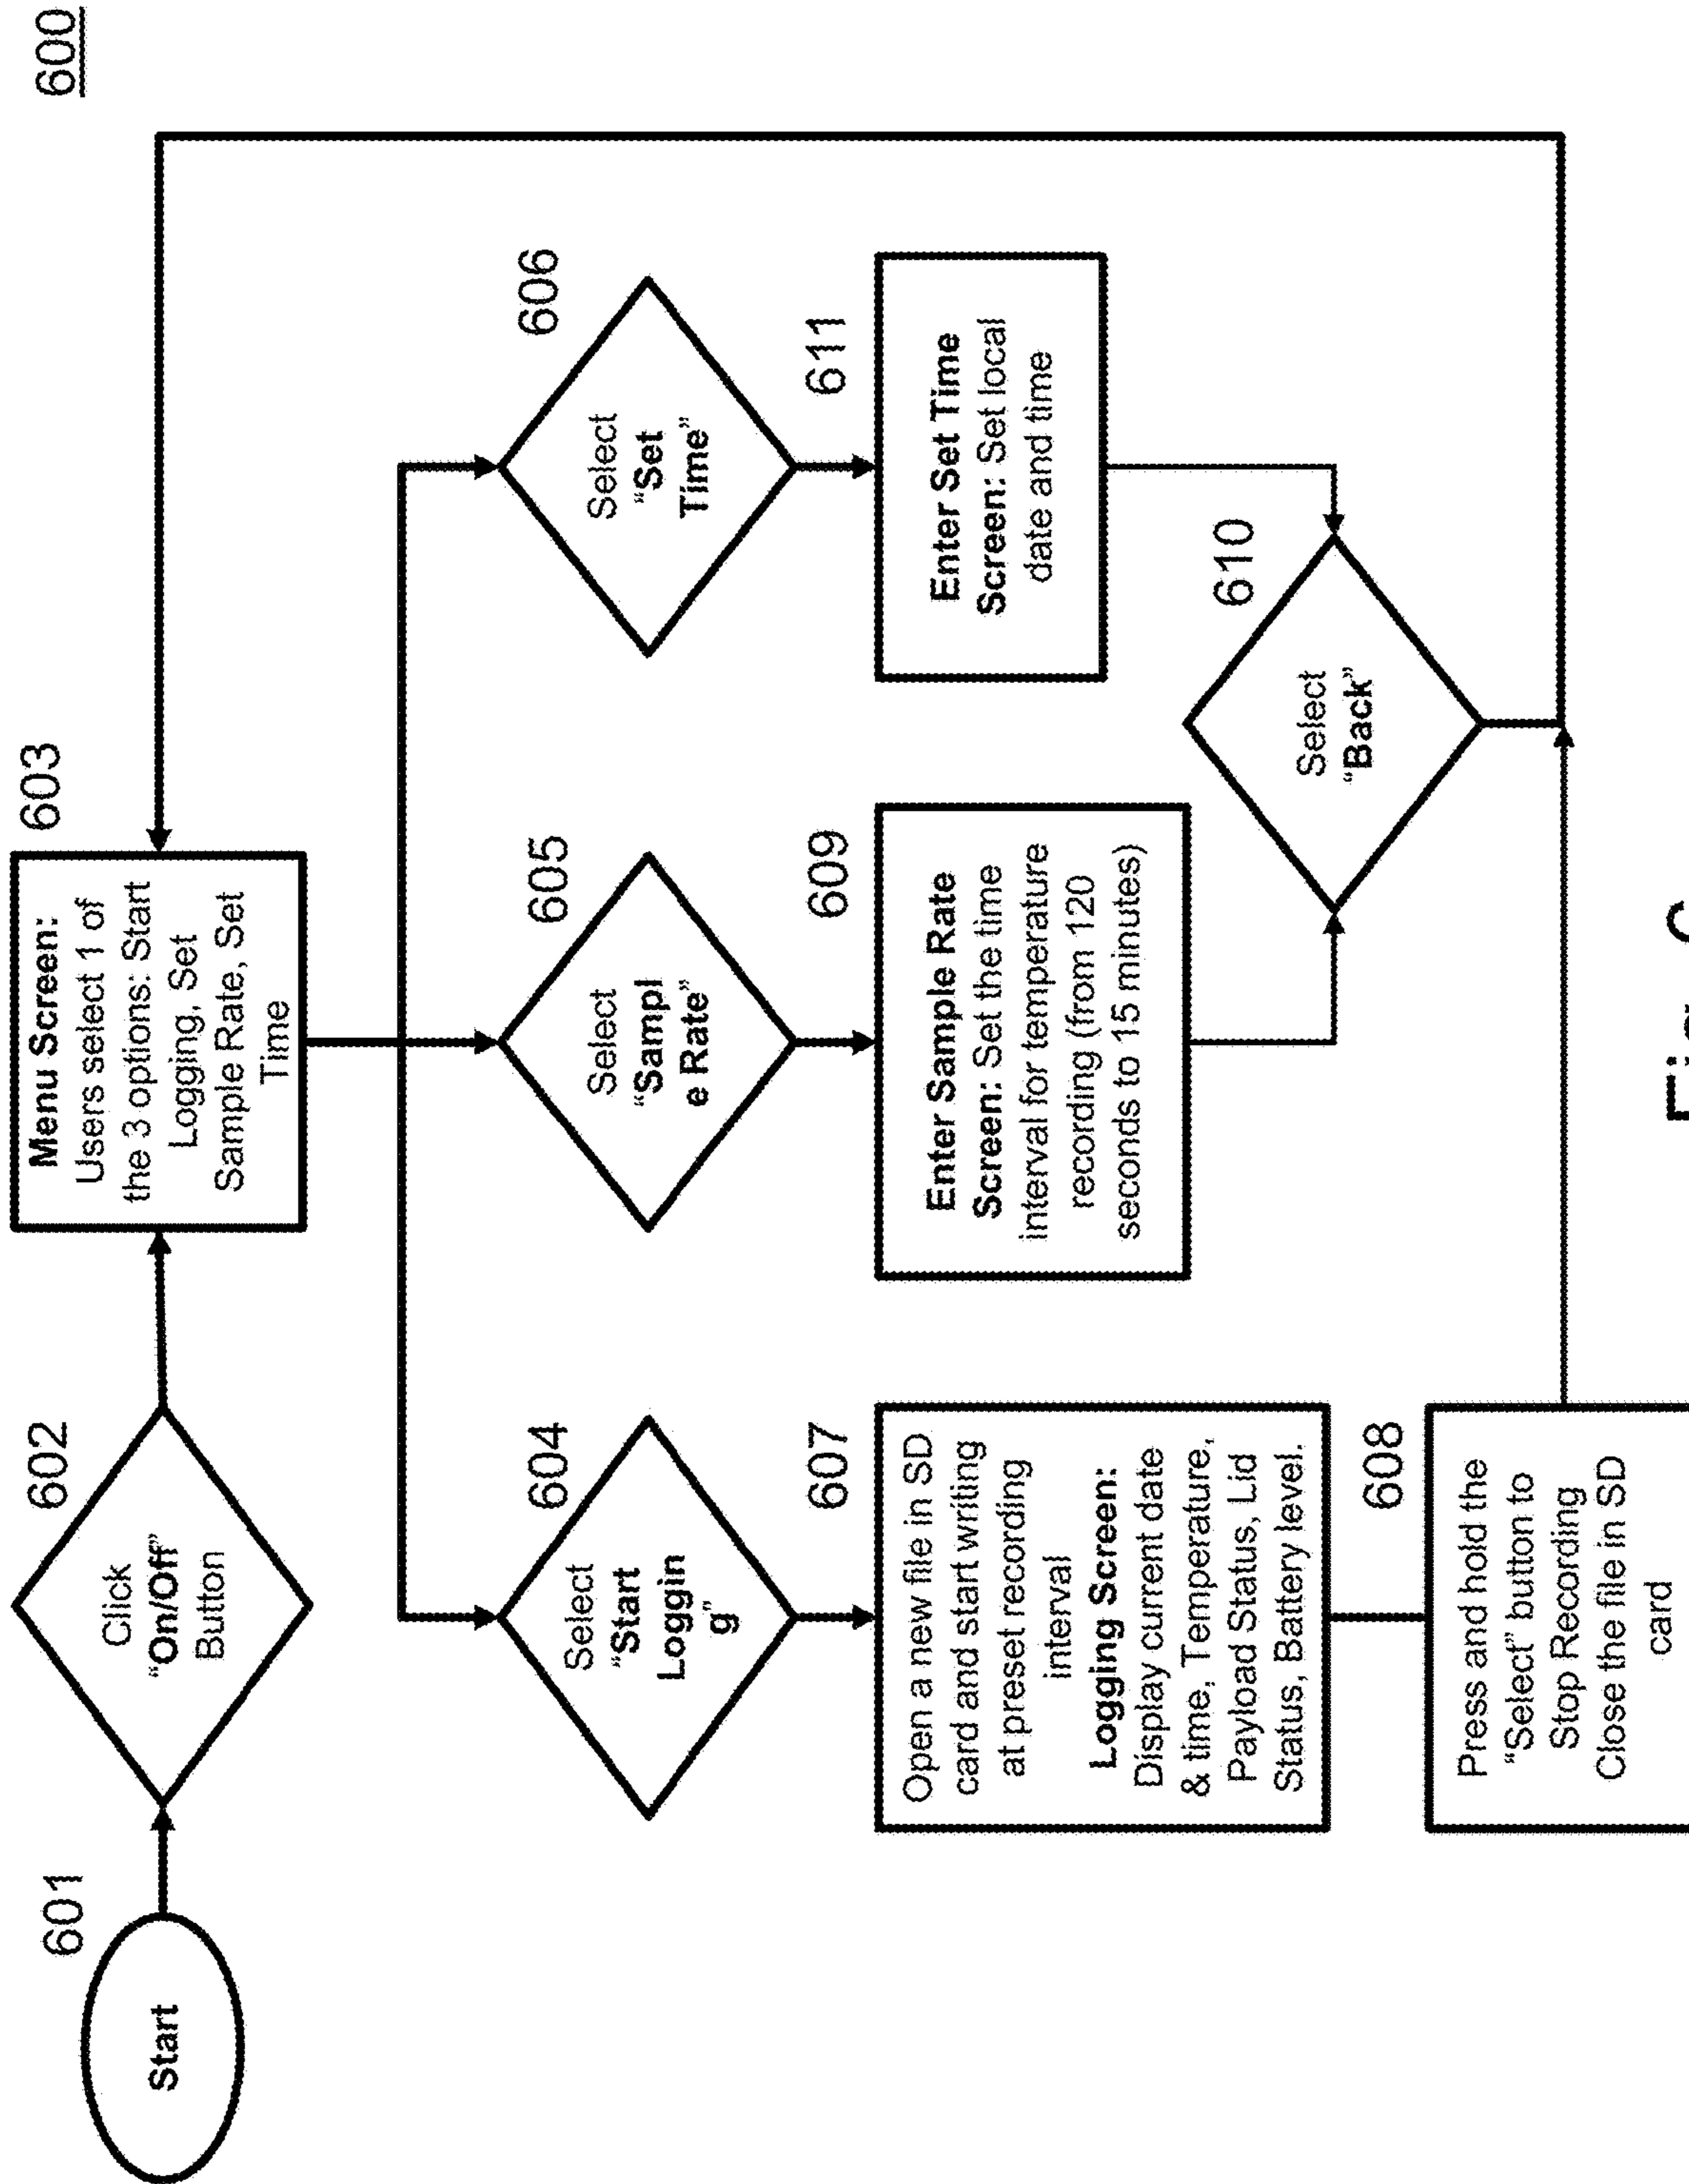 600
601
Start
602
Click
“On/Off”
Button
603
Menu Screen:
Users select 1 of
the 3 options: Start
Logging, Set
Sample Rate, Set
Time
604
Select
“Start
Loggin
g”
605
Select
“Sampl
e Rate”
606
Select
“Set
Time”
607
Open a new file in SD
card and start writing
at preset recording
interval
Logging Screen:
Display current date
& time, Temperature,
Payload Status, Lid
Status, Battery level.
609
Enter Sample Rate
Screen: Set the time
interval for temperature
recording (from 120
seconds to 15 minutes)
611
Enter Set Time
Screen: Set local
date and time
610
Select
“Back”
608
Press and hold the
“Select” button to
Stop Recording
Close the file in SD
card